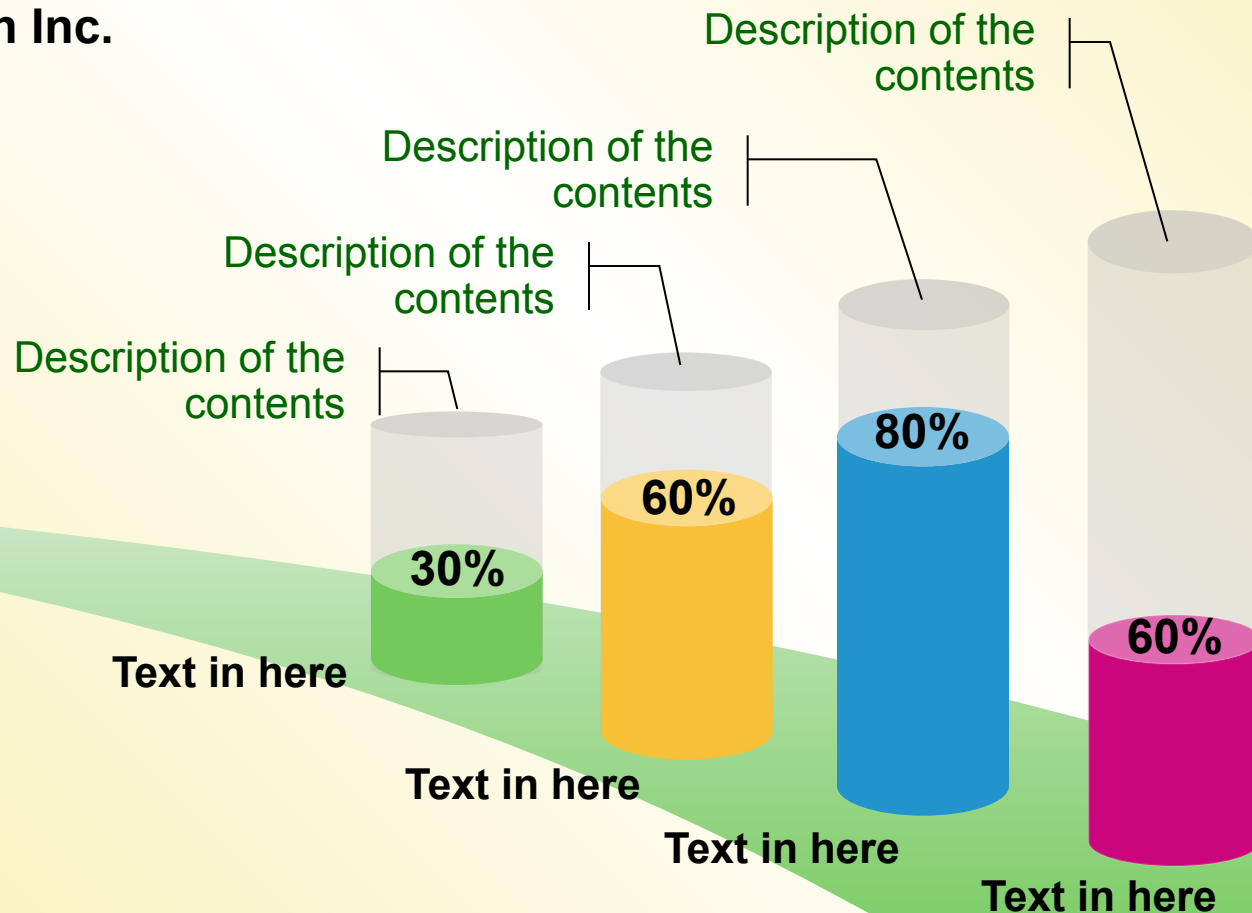 Inc.
Description of the
contents
Description of the
contents
Description of the
contents
Description of the
contents
80%
60%
30%
60%
Text in here
Text in here
Text in here
Text in here